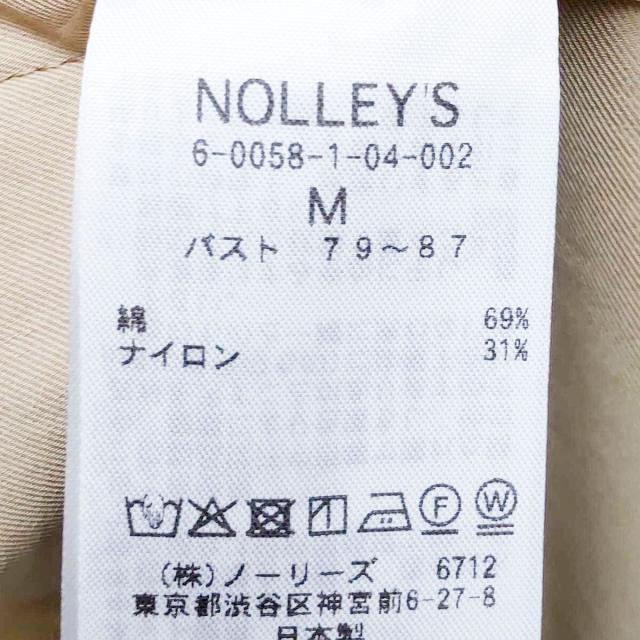 NOLLEY'S
6-0058-1-04-002
M
バスト 79～87
綿 69%
ナイロン 31%
F W
(株)ノーリーズ 6712
東京都渋谷区神宮前6-27-8
日本製